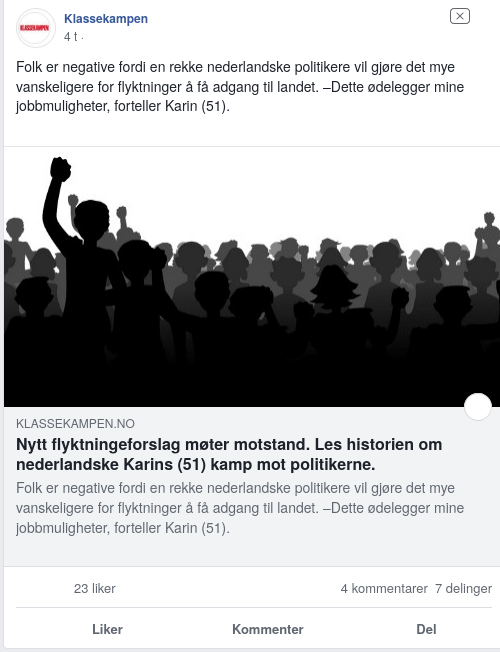 KLASSEKAMPEN
Klassekampen
4 t ·
Folk er negative fordi en rekke nederlandske politikere vil gjøre det mye
vanskeligere for flyktninger å få adgang til landet. –Dette ødelegger mine
jobbmuligheter, forteller Karin (51).
KLASSEKAMPEN.NO
Nytt flyktningeforslag møter motstand. Les historien om
nederlandske Karins (51) kamp mot politikerne.
Folk er negative fordi en rekke nederlandske politikere vil gjøre det mye
vanskeligere for flyktninger å få adgang til landet. –Dette ødelegger mine
jobbmuligheter, forteller Karin (51).
23 liker 4 kommentarer 7 delinger
Liker Kommenter Del